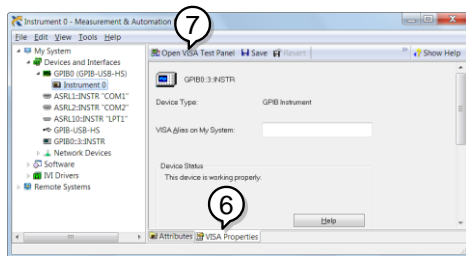 Instrument 0 - Measurement & Automation
7
File Edit View Tools Help
My System
Devices and Interfaces
GPIB0 (GPIB-USB-HS)
Instrument 0
ASRL1::INSTR "COM1"
ASRL2::INSTR "COM2"
ASRL10::INSTR "LPT1"
GPIB-USB-HS
GPIB0::3::INSTR
Network Devices
Software
IVI Drivers
Remote Systems
Open VISA Test Panel Save Revert Show Help
GPIB0::3::INSTR
Device Type: GPIB Instrument
VISA Alias on My System:
Device Status
This device is working properly.
6
Help
Attributes VISA Properties